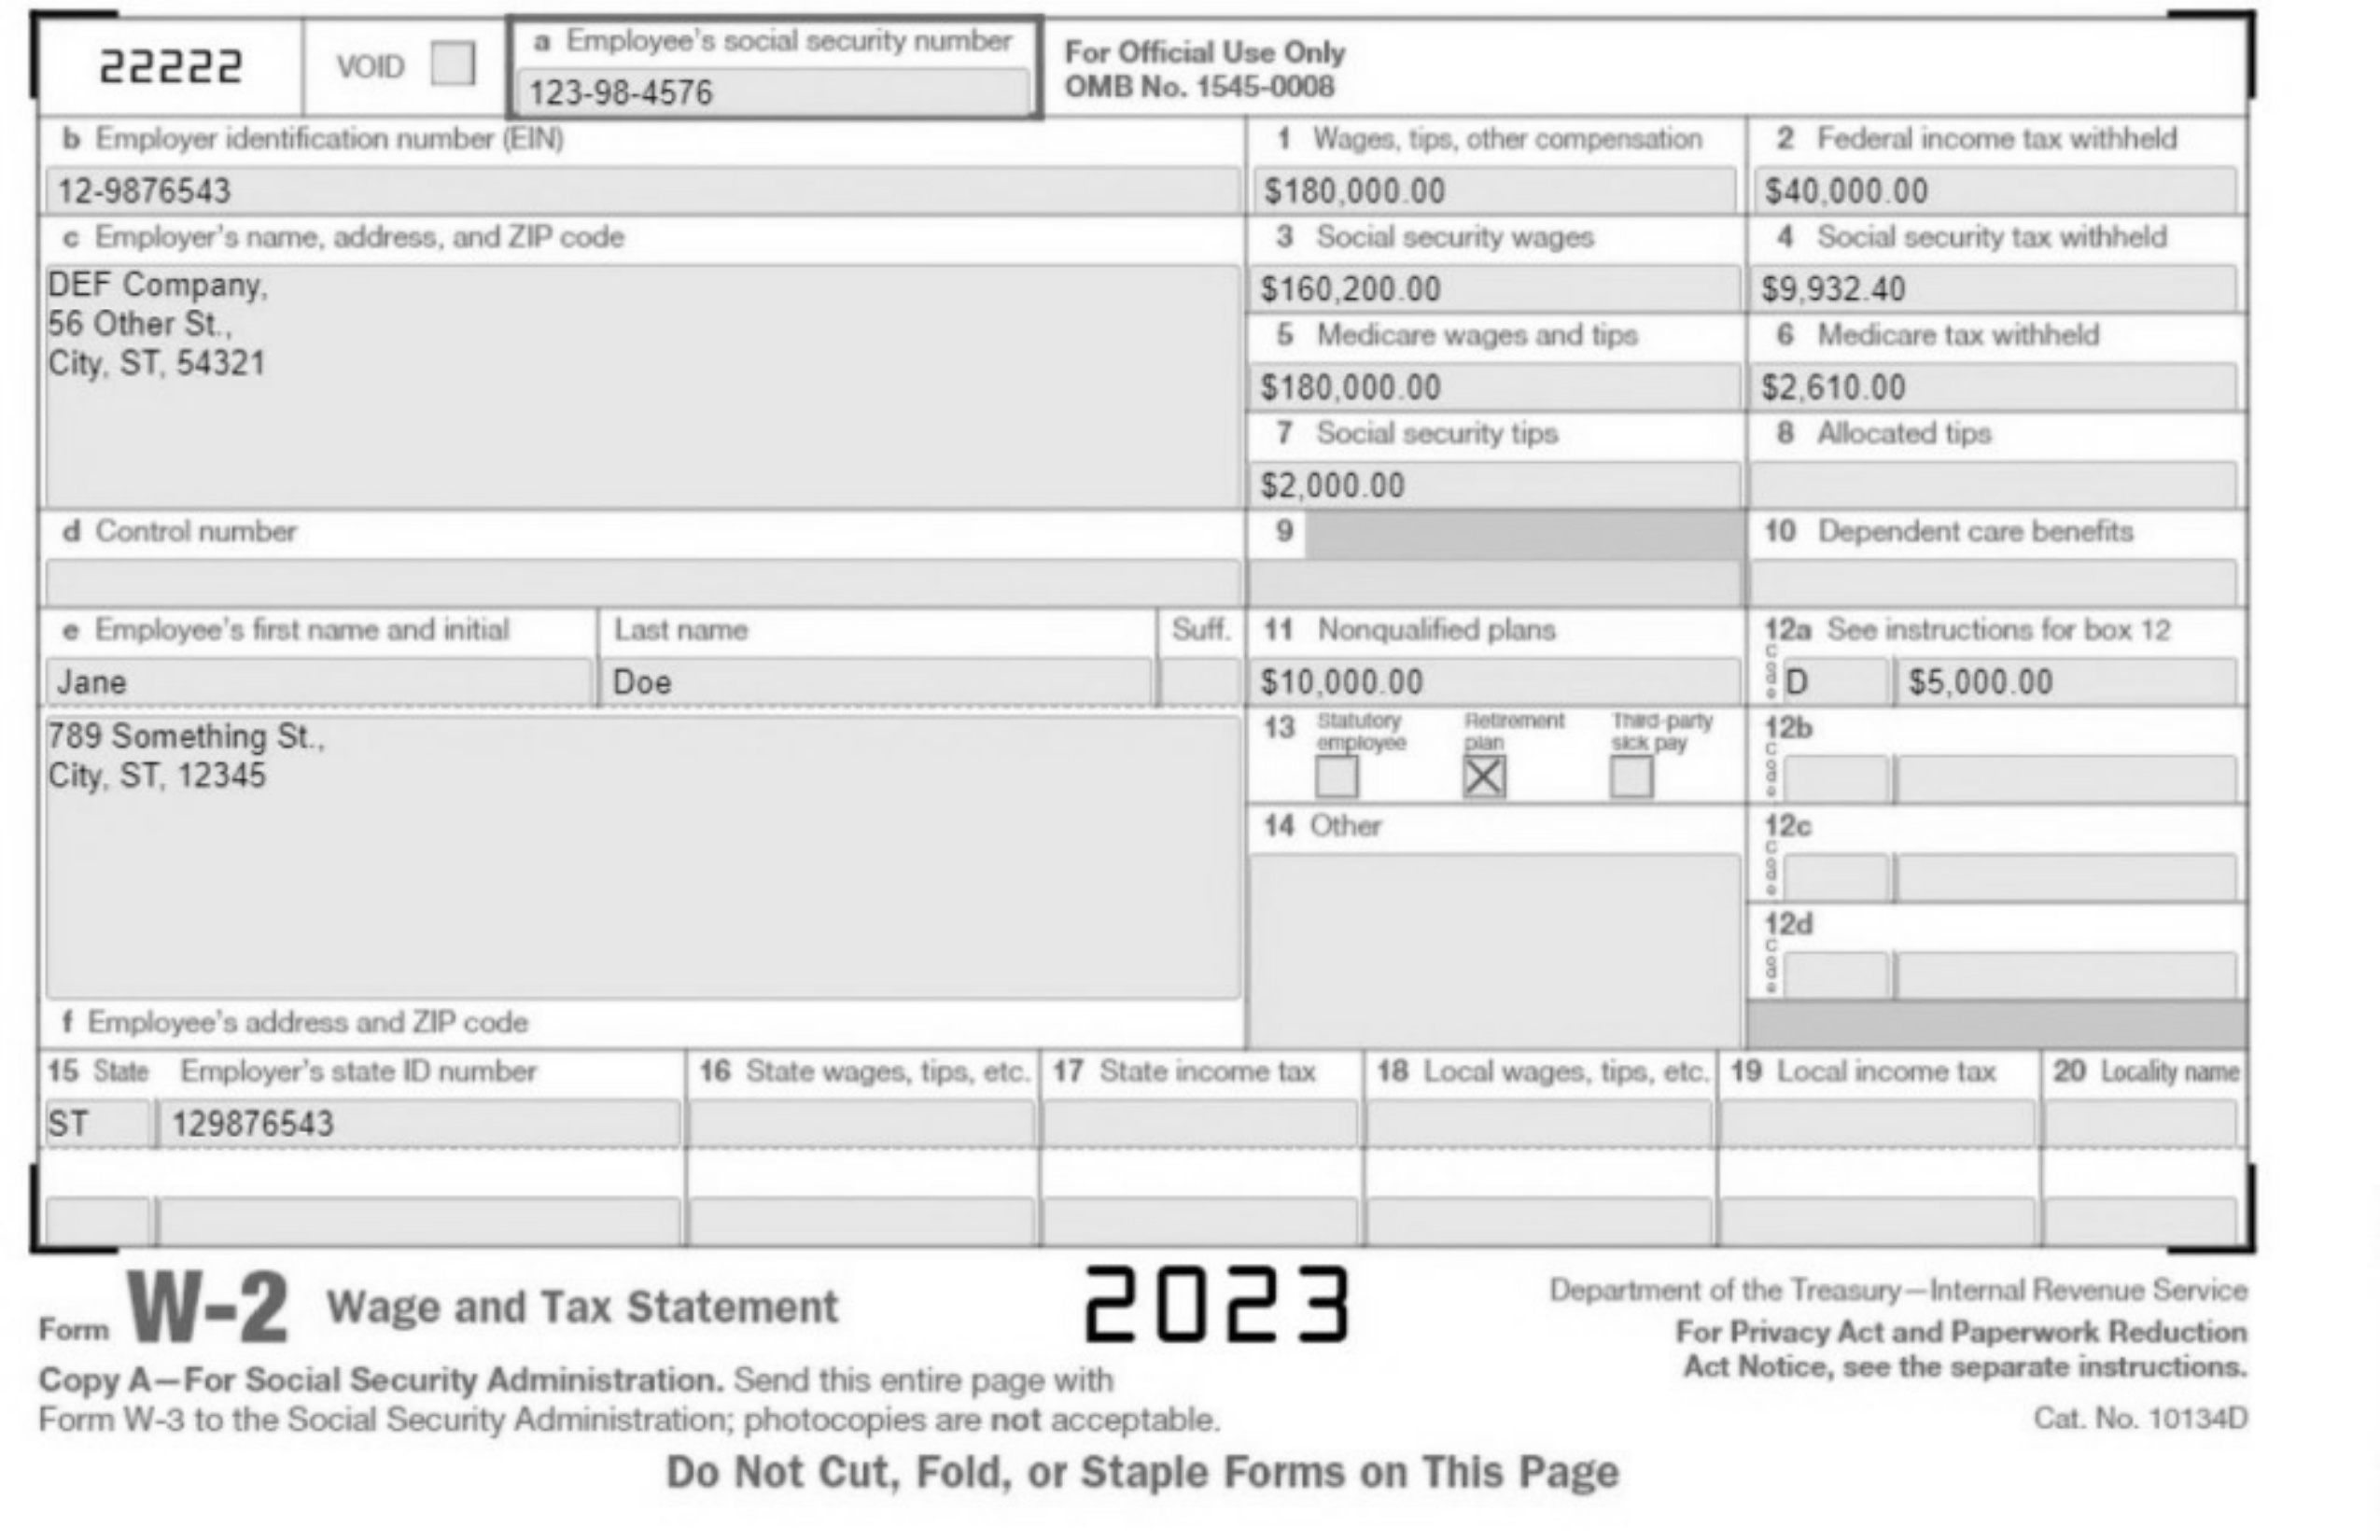 22222
VOID
a Employee's social security number
123-98-4576
For Official Use Only
OMB No. 1545-0008
b Employer identification number (EIN)
12-9876543
1 Wages, tips, other compensation
$180,000.00
2 Federal income tax withheld
$40,000.00
c Employer's name, address, and ZIP code
DEF Company,
56 Other St.,
City, ST, 54321
3 Social security wages
$160,200.00
4 Social security tax withheld
$9,932.40
5 Medicare wages and tips
$180,000.00
6 Medicare tax withheld
$2,610.00
7 Social security tips
$2,000.00
8 Allocated tips
d Control number
9
10 Dependent care benefits
e Employee's first name and initial
Jane
Last name
Doe
Suff.
11 Nonqualified plans
$10,000.00
12a See instructions for box 12
Code
D $5,000.00
789 Something St.,
City, ST, 12345
13 Statutory employee
Retirement plan
Third-party sick pay
12b
Code
14 Other
12c
Code
12d
Code
f Employee's address and ZIP code
15 State Employer's state ID number
ST 129876543
16 State wages, tips, etc.
17 State income tax
18 Local wages, tips, etc.
19 Local income tax
20 Locality name
Form W-2 Wage and Tax Statement
2023
Department of the Treasury—Internal Revenue Service
For Privacy Act and Paperwork Reduction
Act Notice, see the separate instructions.
Copy A—For Social Security Administration. Send this entire page with
Form W-3 to the Social Security Administration; photocopies are not acceptable.
Cat. No. 10134D
Do Not Cut, Fold, or Staple Forms on This Page